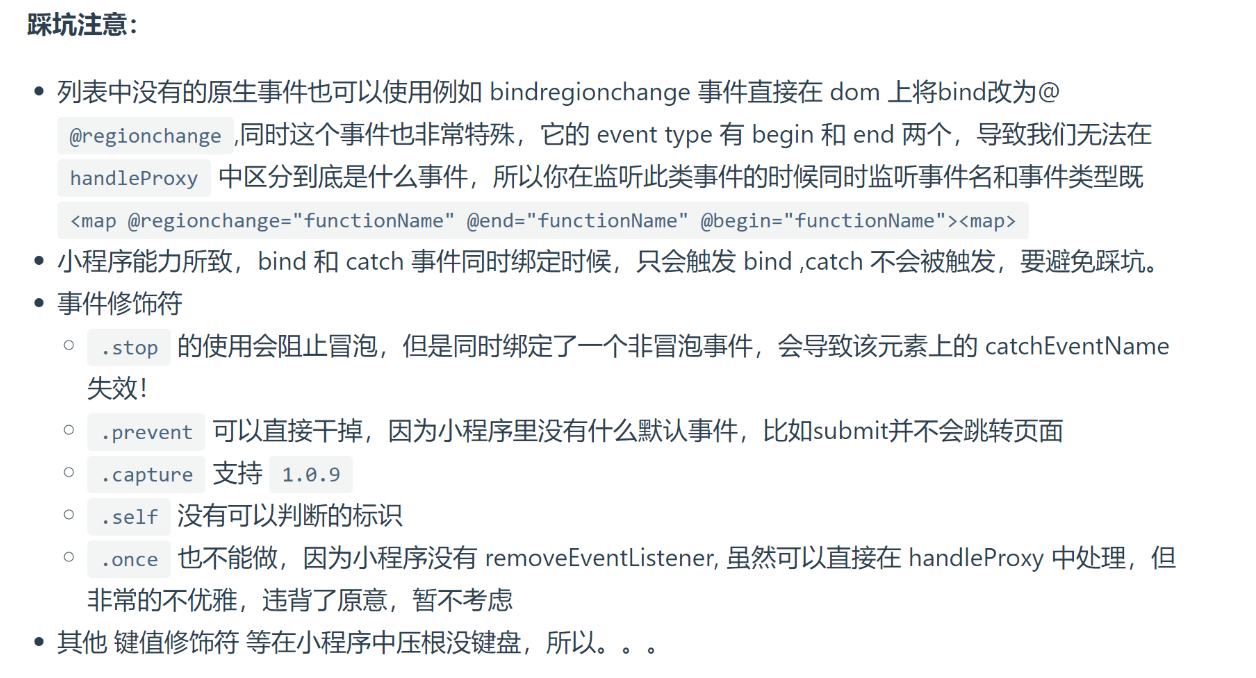 踩坑注意：
列表中没有的原生事件也可以使用例如 bindregionchange 事件直接在 dom 上将bind改为@
@regionchange ,同时这个事件也非常特殊，它的 event type 有 begin 和 end 两个，导致我们无法在
handleProxy 中区分到底是什么事件，所以你在监听此类事件的时候同时监听事件名和事件类型既
<map @regionchange="functionName" @end="functionName" @begin="functionName"><map>
小程序能力所致，bind 和 catch 事件同时绑定时候，只会触发 bind ,catch 不会被触发，要避免踩坑。
事件修饰符
.stop 的使用会阻止冒泡，但是同时绑定了一个非冒泡事件，会导致该元素上的 catchEventName
失效！
.prevent 可以直接干掉，因为小程序里没有什么默认事件，比如submit并不会跳转页面
.capture 支持 1.0.9
.self 没有可以判断的标识
.once 也不能做，因为小程序没有 removeEventListener, 虽然可以直接在 handleProxy 中处理，但
非常的不优雅，违背了原意，暂不考虑
其他 键值修饰符 等在小程序中压根没键盘，所以。。。